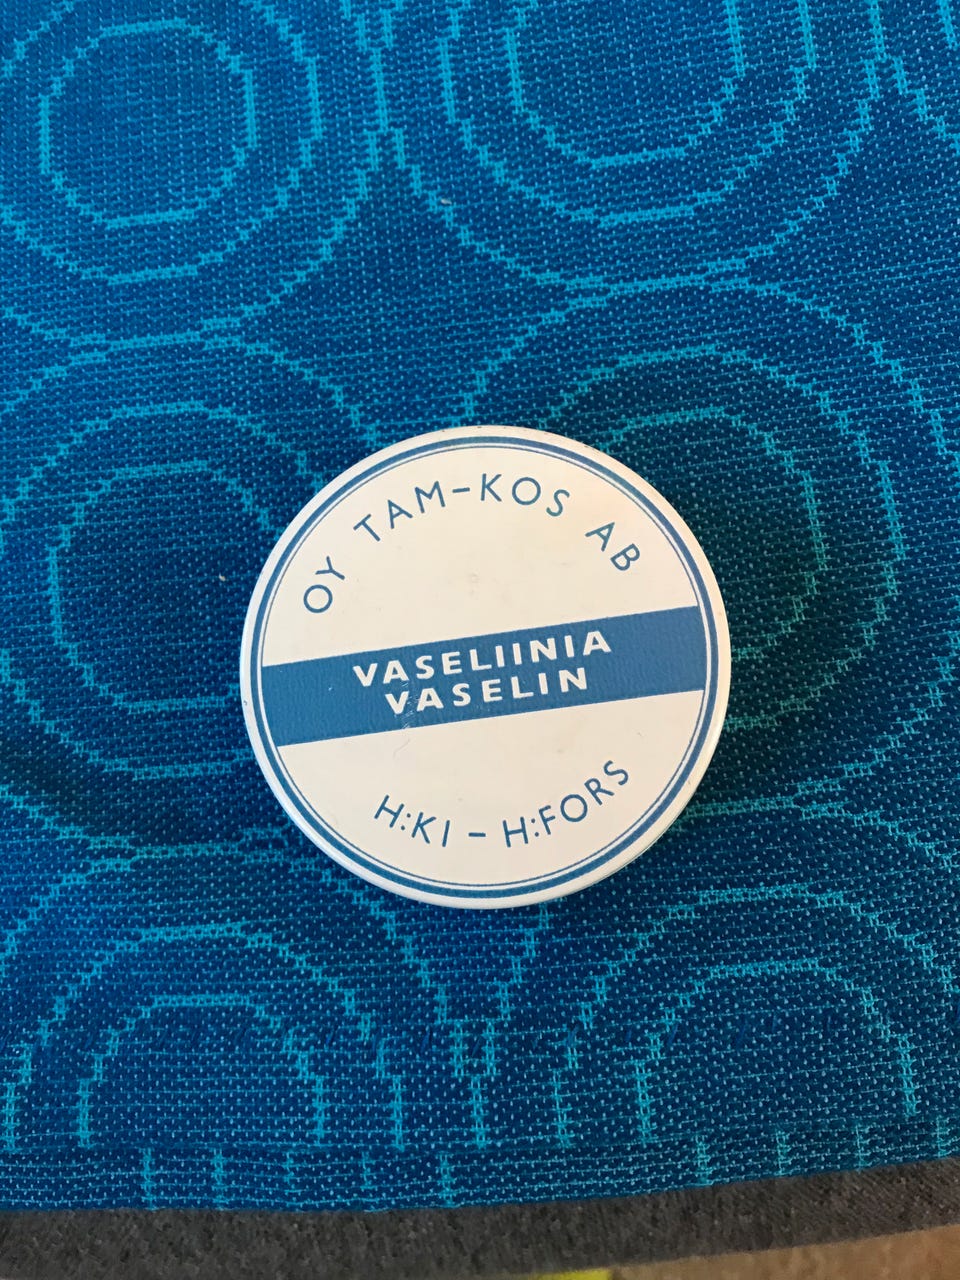 OY TAM-KOS AB
VASELIINIA
VASELIN
H:KI - H:FORS